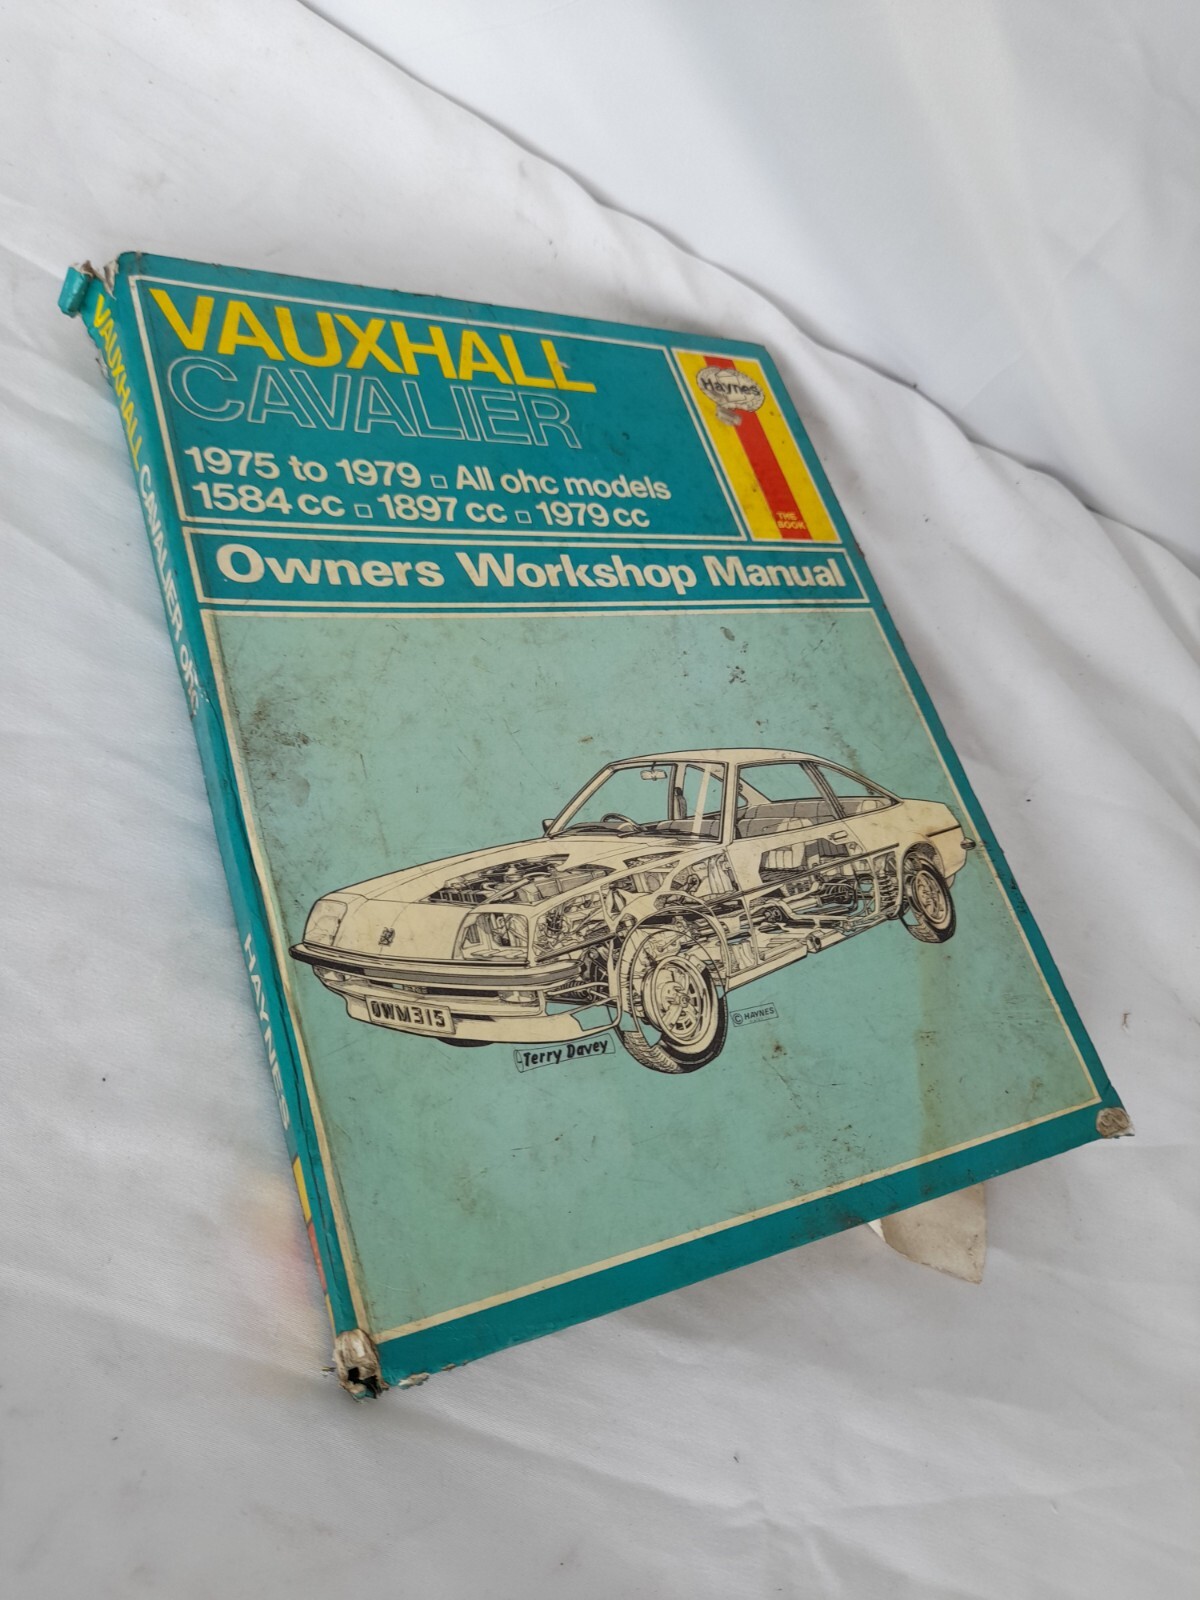 VAUXHALL
CAVALIER
1975 to 1979 ▫ All ohc models
1584 cc ▫ 1897 cc ▫ 1979 cc
Haynes
THE
BOOK
Owners Workshop Manual
OWM 315
Terry Davey
© HAYNES
VAUXHALL CAVALIER ohc
HAYNES